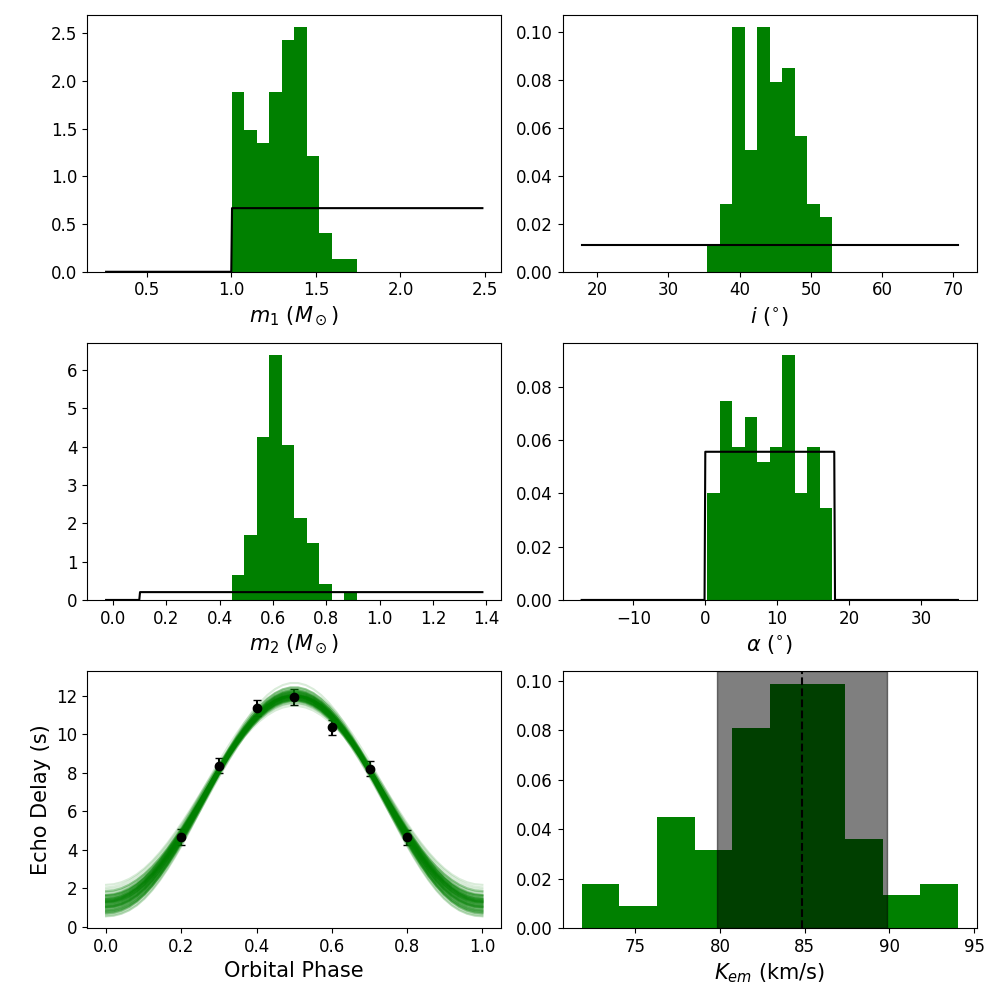 2.5
2.0
1.5
1.0
0.5
0.0
0.5 1.0 1.5 2.0 2.5
m₁ (M⊙)
0.10
0.08
0.06
0.04
0.02
0.00
20 30 40 50 60 70
i (°)
6
5
4
3
2
1
0
0.0 0.2 0.4 0.6 0.8 1.0 1.2 1.4
m₂ (M⊙)
0.08
0.06
0.04
0.02
0.00
−10 0 10 20 30
α (°)
12
10
8
6
4
2
0
Echo Delay (s)
0.0 0.2 0.4 0.6 0.8 1.0
Orbital Phase
0.10
0.08
0.06
0.04
0.02
0.00
75 80 85 90 95
Kₑₘ (km/s)